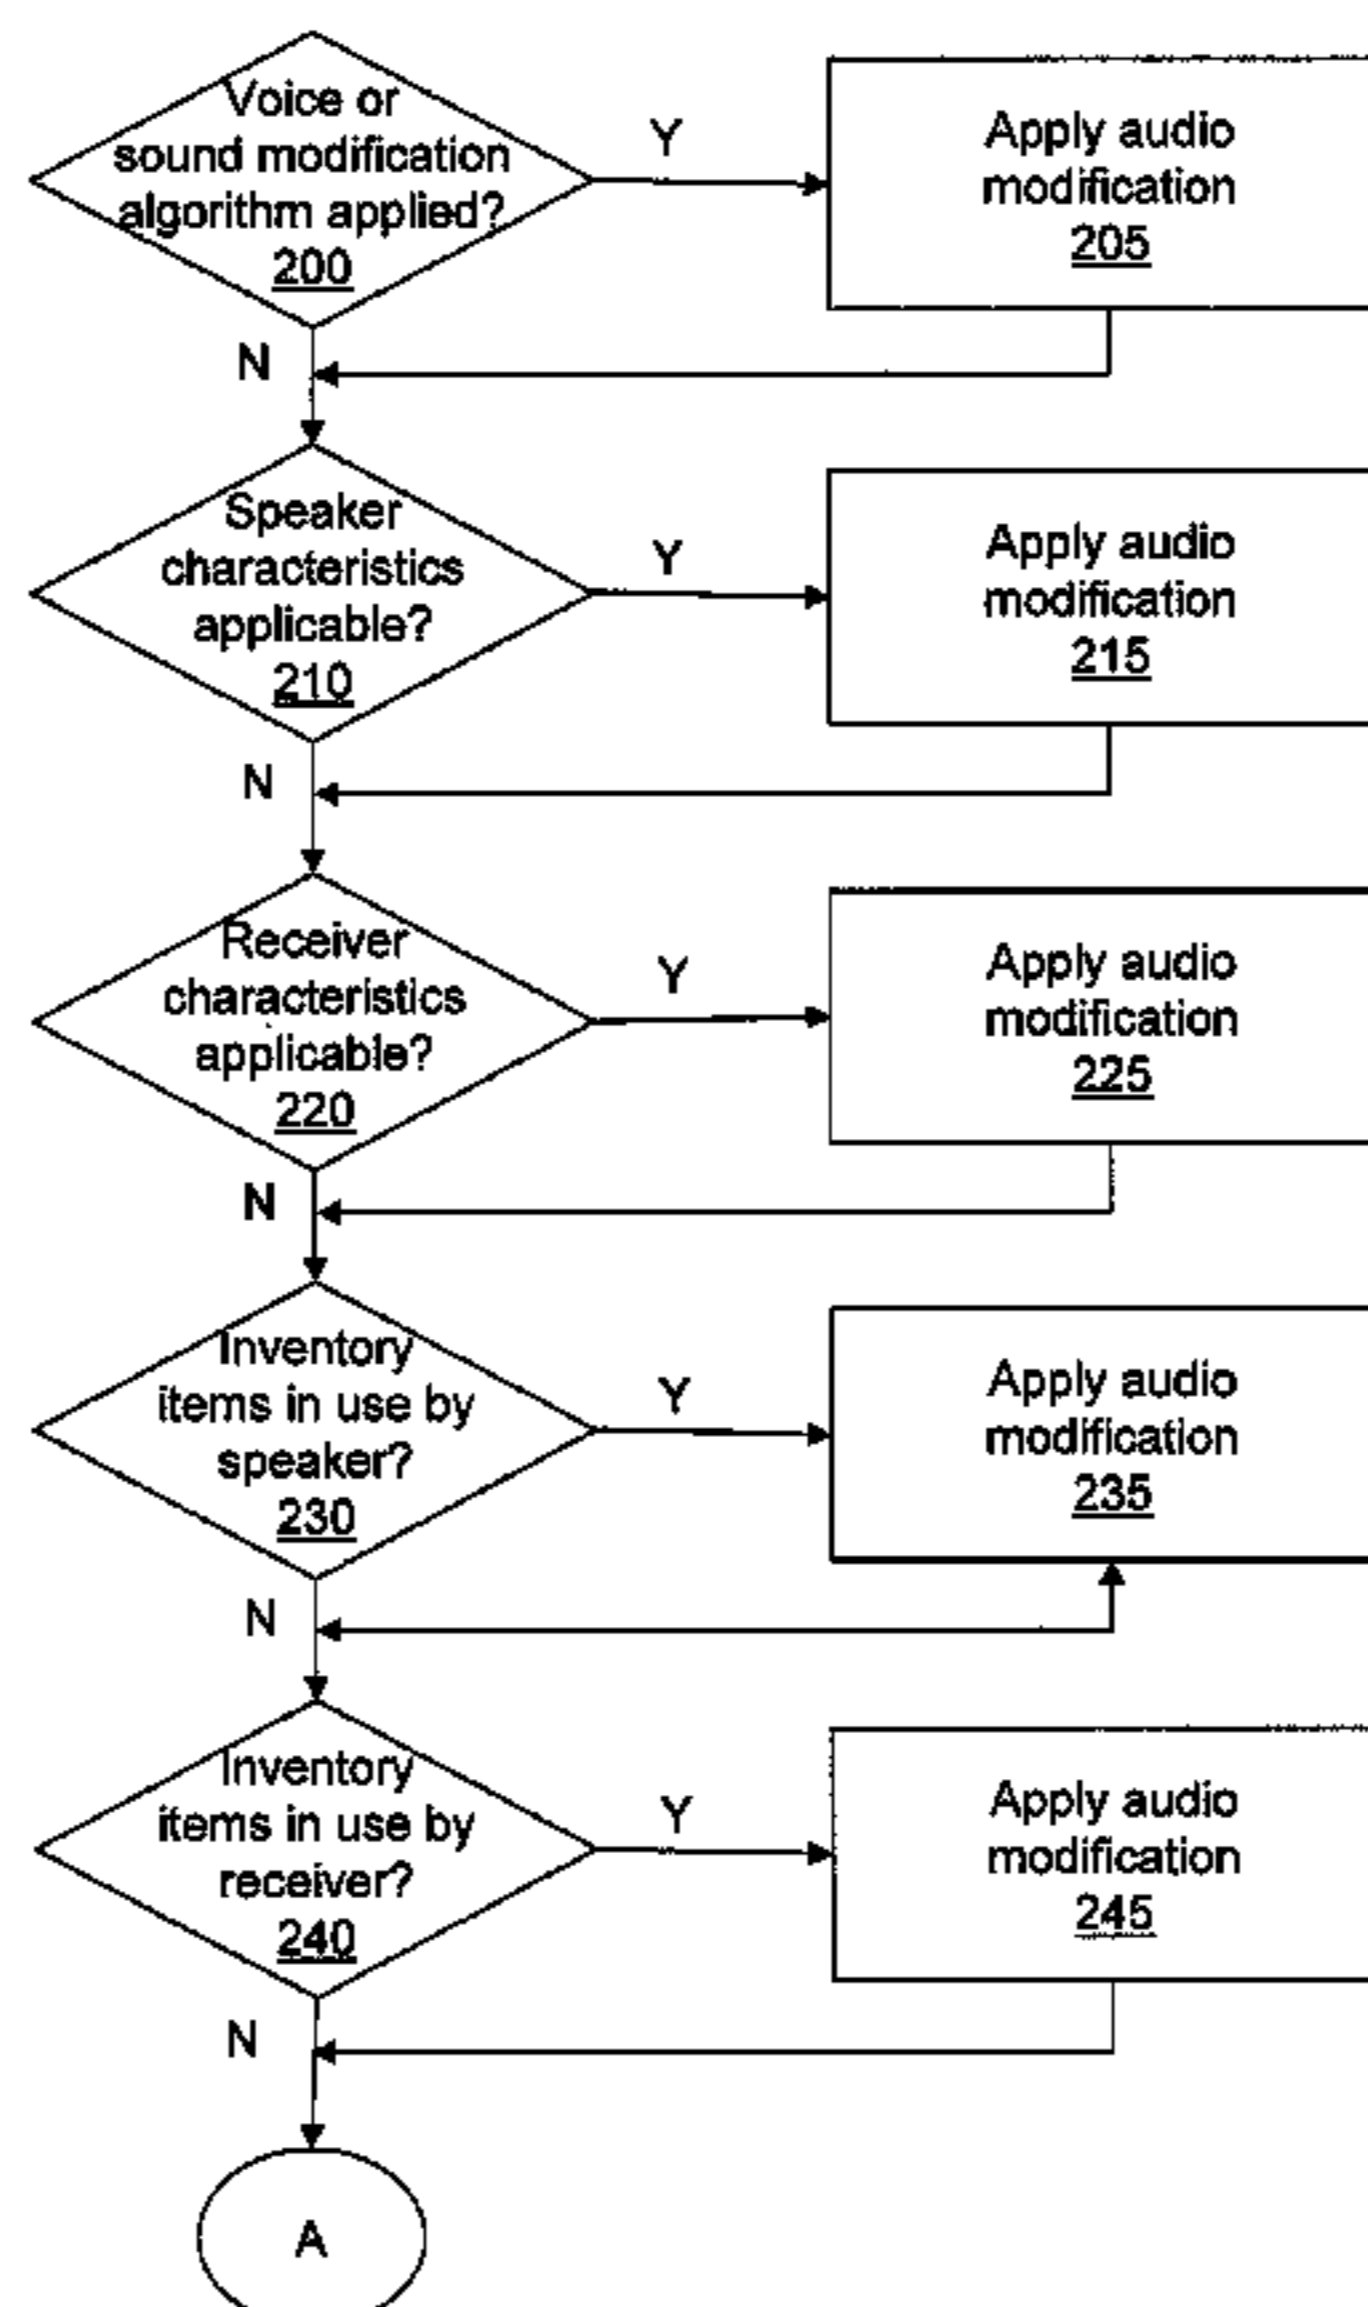 Voice or
sound modification
algorithm applied?
200
Y
Apply audio
modification
205
N
Speaker
characteristics
applicable?
210
Y
Apply audio
modification
215
N
Receiver
characteristics
applicable?
220
Y
Apply audio
modification
225
N
Inventory
items in use by
speaker?
230
Y
Apply audio
modification
235
N
Inventory
items in use by
receiver?
240
Y
Apply audio
modification
245
N
A